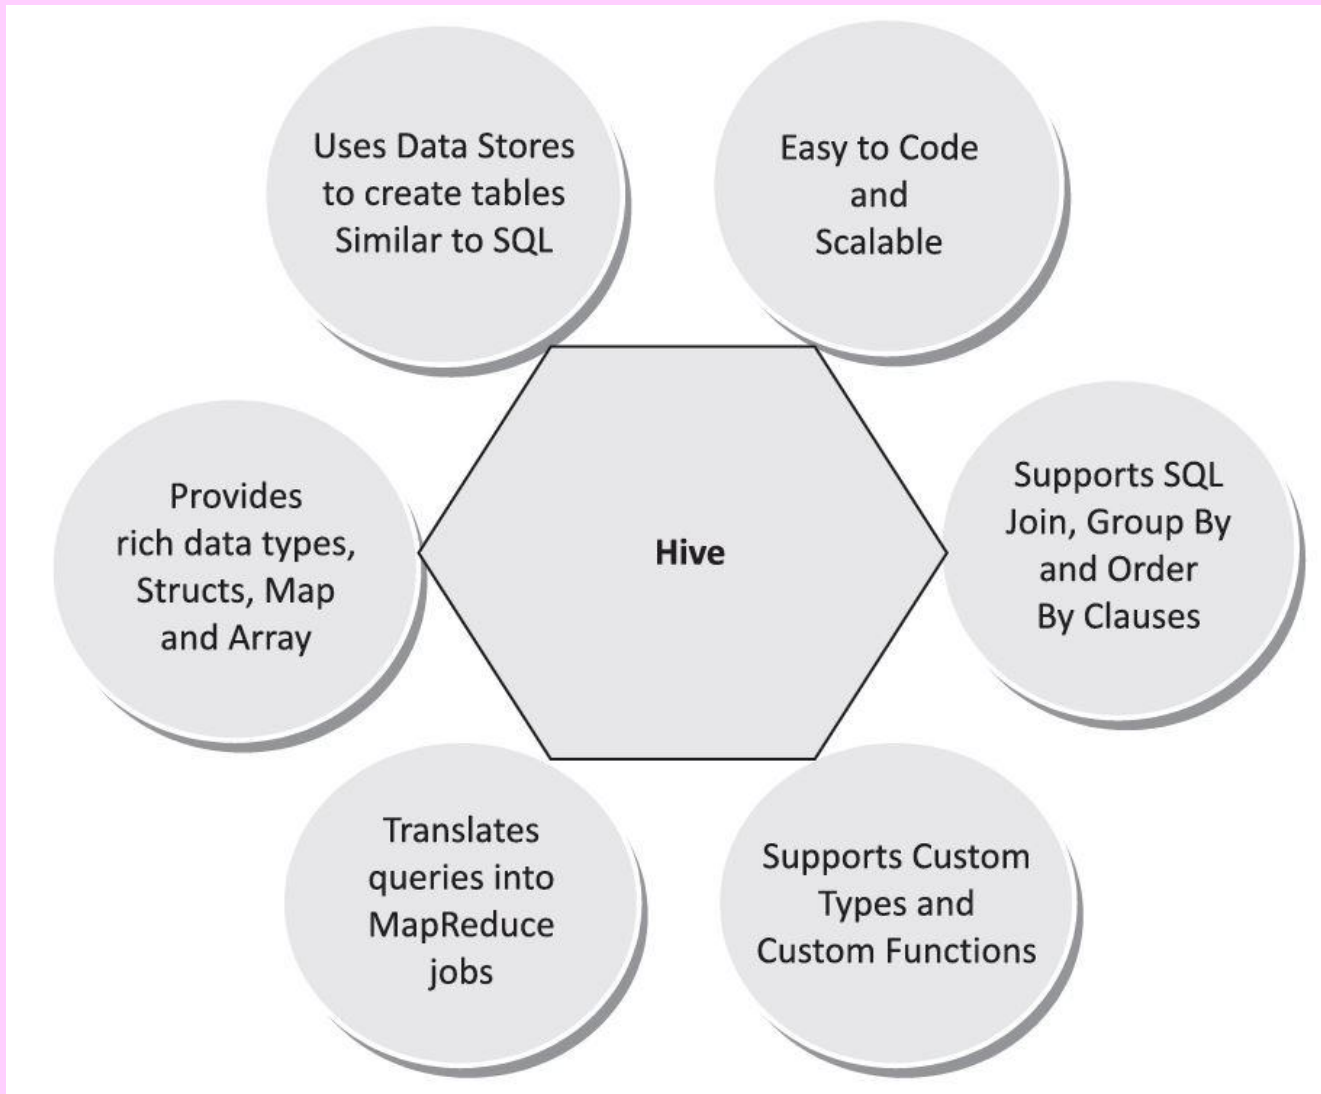 Uses Data Stores
to create tables
Similar to SQL
Easy to Code
and
Scalable
Provides
rich data types,
Structs, Map
and Array
Hive
Supports SQL
Join, Group By
and Order
By Clauses
Translates
queries into
MapReduce
jobs
Supports Custom
Types and
Custom Functions